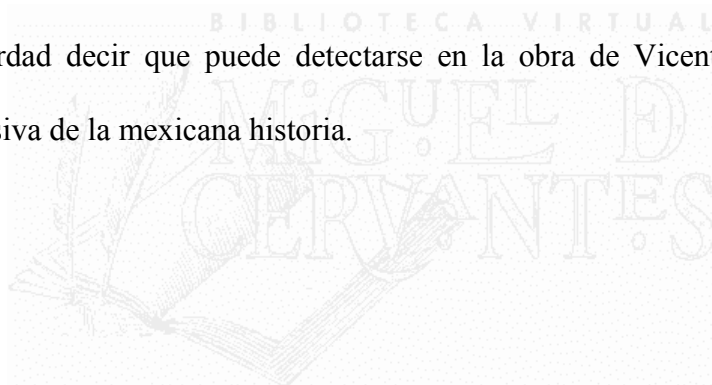 BIBLIOTECA VIRTUAL
rdad decir que puede detectarse en la obra de Vicent
siva de la mexicana historia.
MIGUEL D
CERVANTES